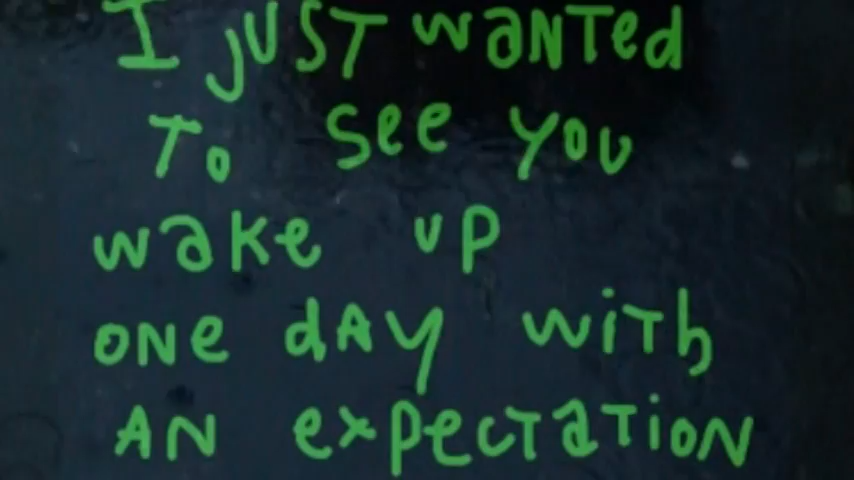 I JUST wANTed
To See You
wake up
ONe dAy wiTh
AN expecTaTioN